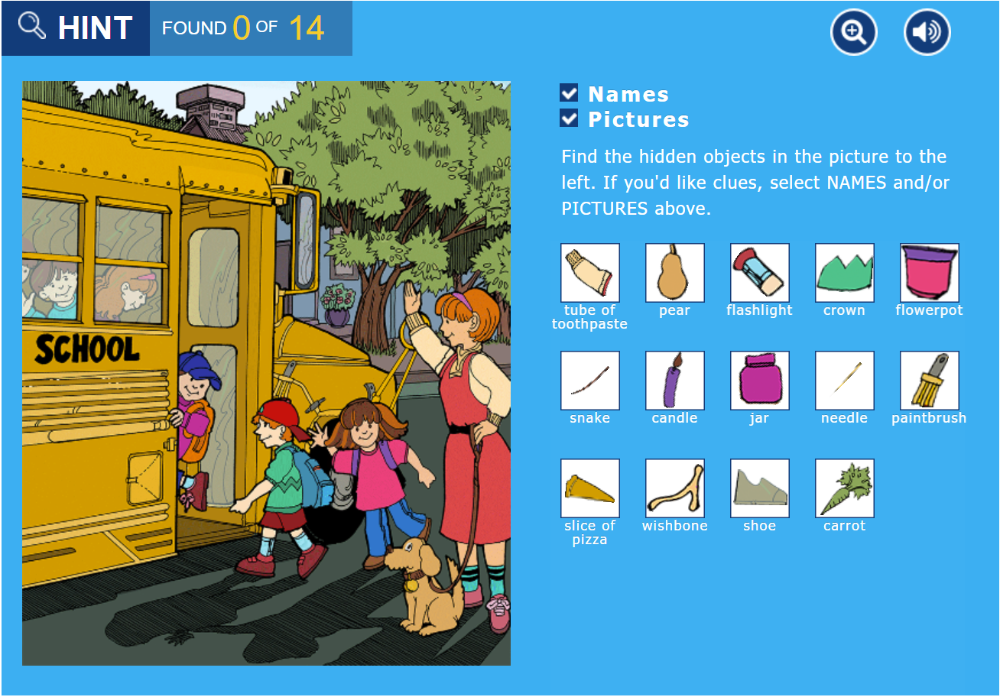 HINT
FOUND 0 OF 14
Names
Pictures
Find the hidden objects in the picture to the
left. If you'd like clues, select NAMES and/or
PICTURES above.
tube of
toothpaste
pear
flashlight
crown
flowerpot
SCHOOL
snake
candle
jar
needle
paintbrush
slice of
pizza
wishbone
shoe
carrot